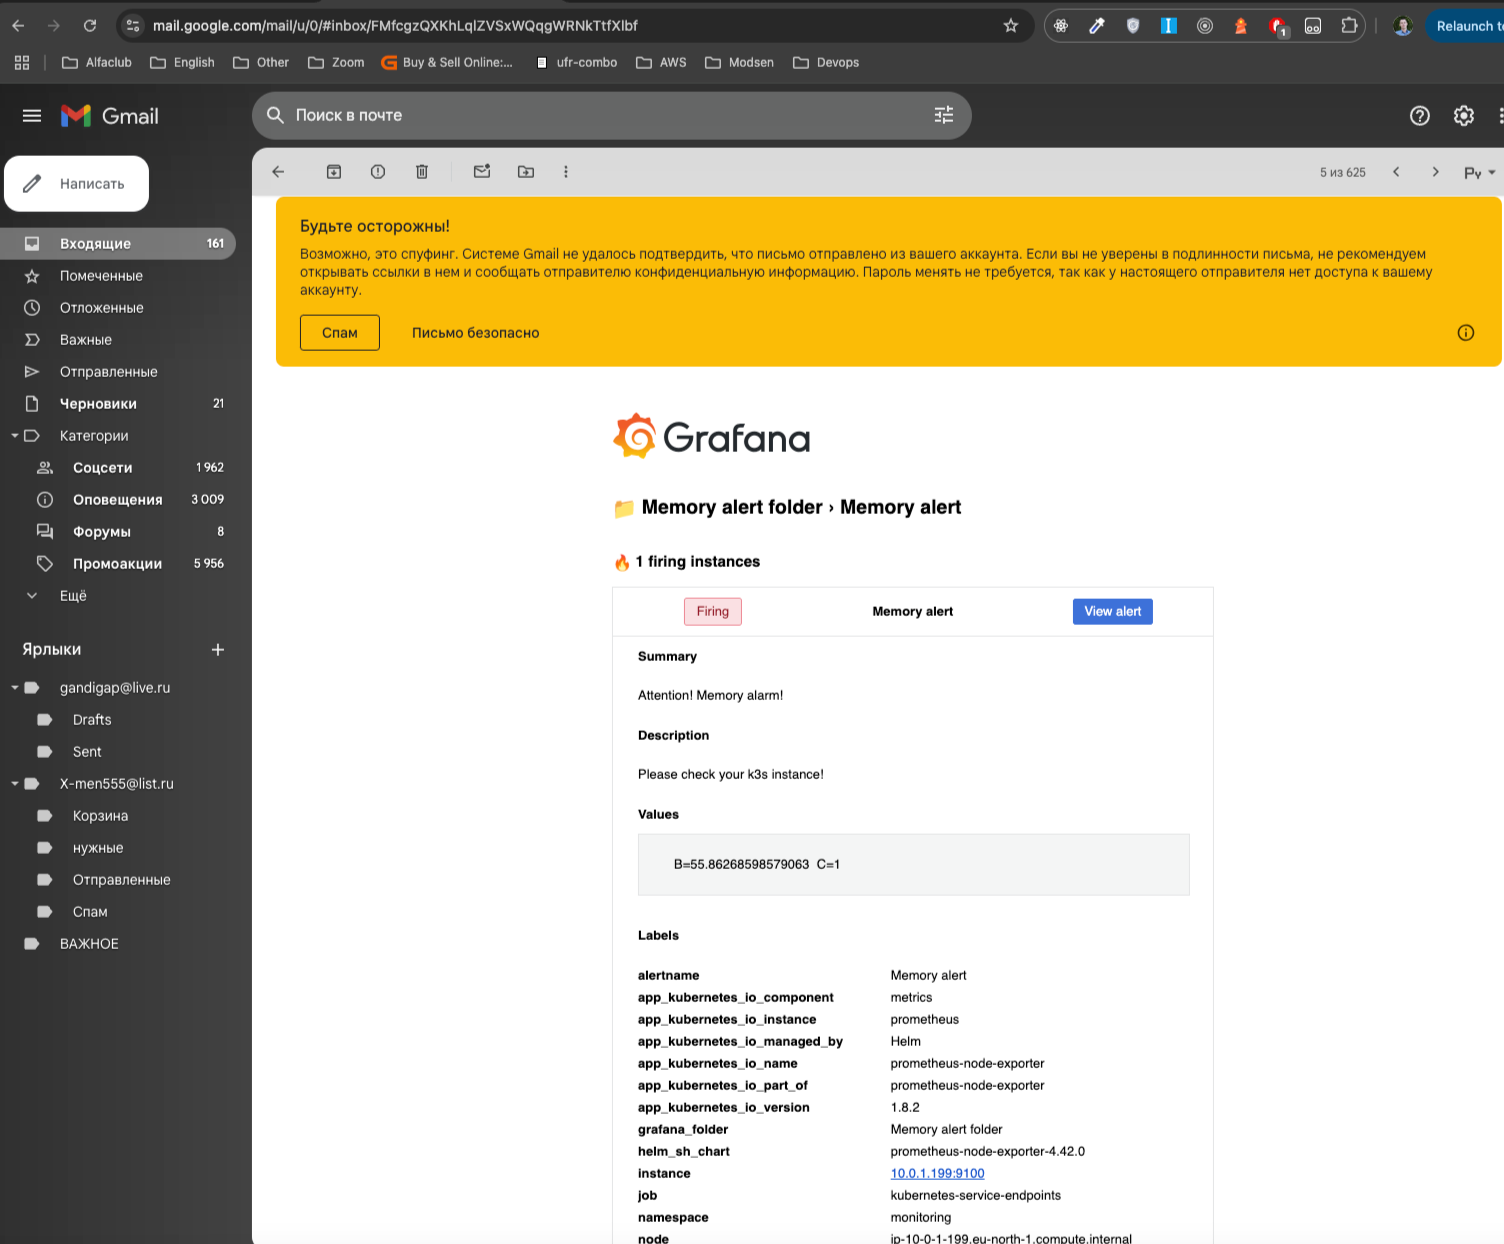 mail.google.com/mail/u/0/#inbox/FMfcgzQXKhLqlZVSxWQqgWRNkTtfXlbf
1
Relaunch to
Alfaclub
English
Other
Zoom
Buy & Sell Online:...
ufr-combo
AWS
Modsen
Devops
Gmail
Поиск в почте
Написать
5 из 625
Ру
Входящие 161
Помеченные
Отложенные
Важные
Отправленные
Черновики 21
Категории
Соцсети 1 962
Оповещения 3 009
Форумы 8
Промоакции 5 956
Ещё
Ярлыки
gandigap@live.ru
Drafts
Sent
X-men555@list.ru
Корзина
нужные
Отправленные
Спам
ВАЖНОЕ
Будьте осторожны!
Возможно, это спуфинг. Системе Gmail не удалось подтвердить, что письмо отправлено из вашего аккаунта. Если вы не уверены в подлинности письма, не рекомендуем
открывать ссылки в нем и сообщать отправителю конфиденциальную информацию. Пароль менять не требуется, так как у настоящего отправителя нет доступа к вашему
аккаунту.
Спам
Письмо безопасно
Grafana
Memory alert folder › Memory alert
1 firing instances
Firing
Memory alert
View alert
Summary
Attention! Memory alarm!
Description
Please check your k3s instance!
Values
B=55.86268598579063 C=1
Labels
alertname Memory alert
app_kubernetes_io_component metrics
app_kubernetes_io_instance prometheus
app_kubernetes_io_managed_by Helm
app_kubernetes_io_name prometheus-node-exporter
app_kubernetes_io_part_of prometheus-node-exporter
app_kubernetes_io_version 1.8.2
grafana_folder Memory alert folder
helm_sh_chart prometheus-node-exporter-4.42.0
instance 10.0.1.199:9100
job kubernetes-service-endpoints
namespace monitoring
node ip-10-0-1-199.eu-north-1.compute.internal